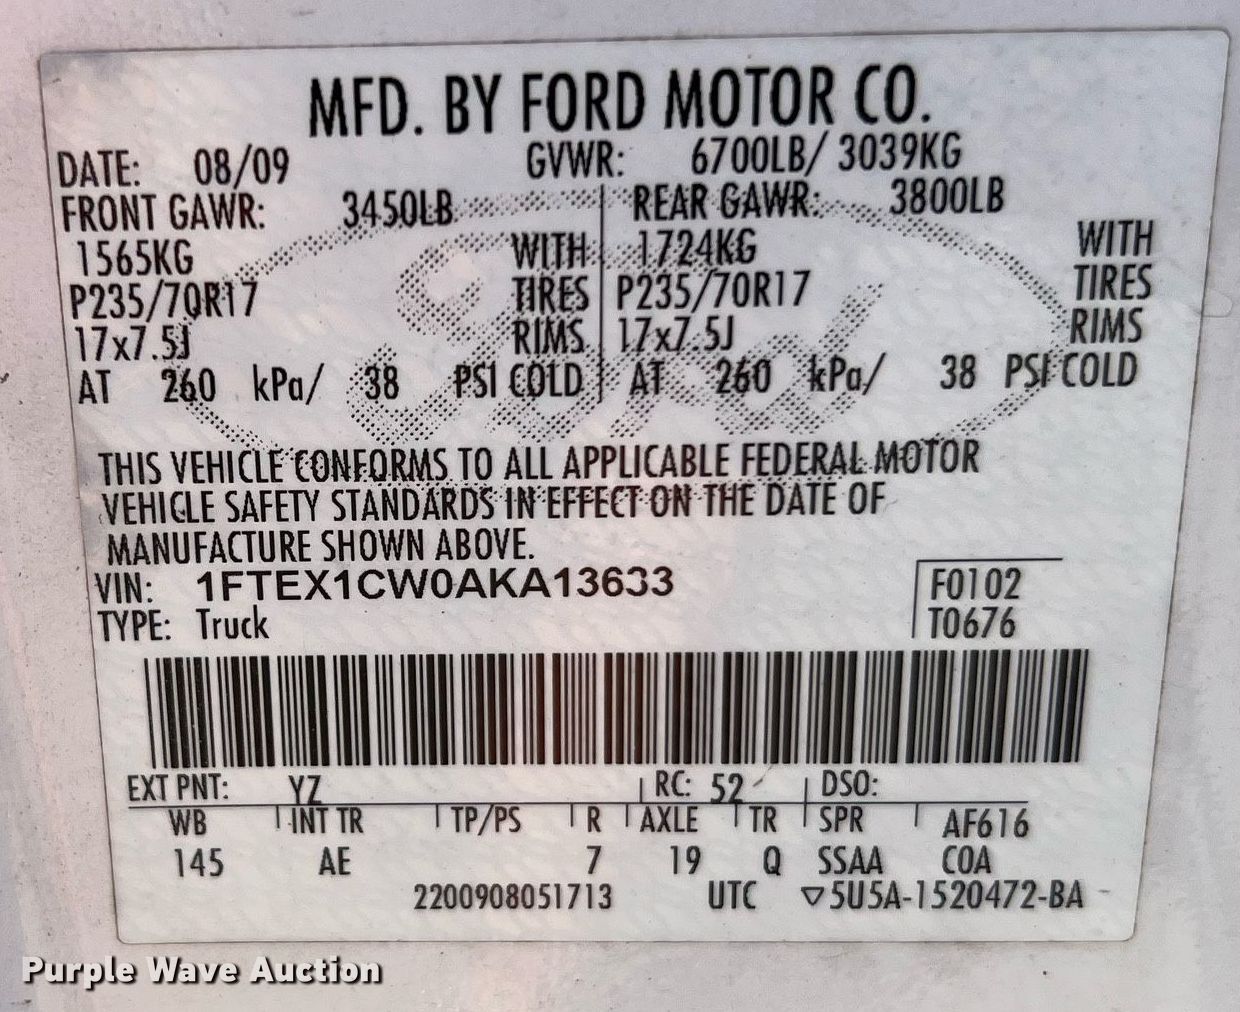 MFD. BY FORD MOTOR CO.
DATE: 08/09 GVWR: 6700LB/ 3039KG
FRONT GAWR: 3450LB REAR GAWR: 3800LB
1565KG WITH 1724KG WITH
P235/70R17 TIRES P235/70R17 TIRES
17x7.5J RIMS 17x7.5J RIMS
AT 260 kPa/ 38 PSI COLD AT 260 kPa/ 38 PSI COLD
Ford
THIS VEHICLE CONFORMS TO ALL APPLICABLE FEDERAL MOTOR
VEHICLE SAFETY STANDARDS IN EFFECT ON THE DATE OF
MANUFACTURE SHOWN ABOVE.
VIN: 1FTEX1CW0AKA13633 F0102
TYPE: Truck T0676
EXT PNT: YZ RC: 52 DSO:
WB INT TR TP/PS R AXLE TR SPR AF616
145 AE 7 19 Q SSAA COA
2200908051713 UTC ▽5U5A-1520472-BA
Purple Wave Auction